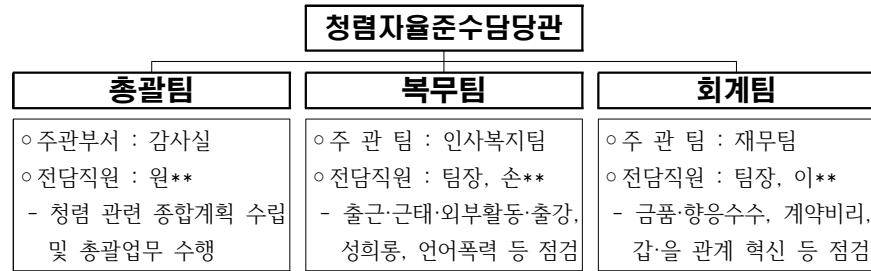 청렴자율준수담당관
총괄팀
○주관부서 : 감사실
○전담직원 : 원**
- 청렴 관련 종합계획 수립
및 총괄업무 수행
복무팀
○주 관 팀 : 인사복지팀
○전담직원 : 팀장, 손**
- 출근·근태·외부활동·출강,
성희롱, 언어폭력 등 점검
회계팀
○주 관 팀 : 재무팀
○전담직원 : 팀장, 이**
- 금품·향응수수, 계약비리,
갑·을 관계 혁신 등 점검